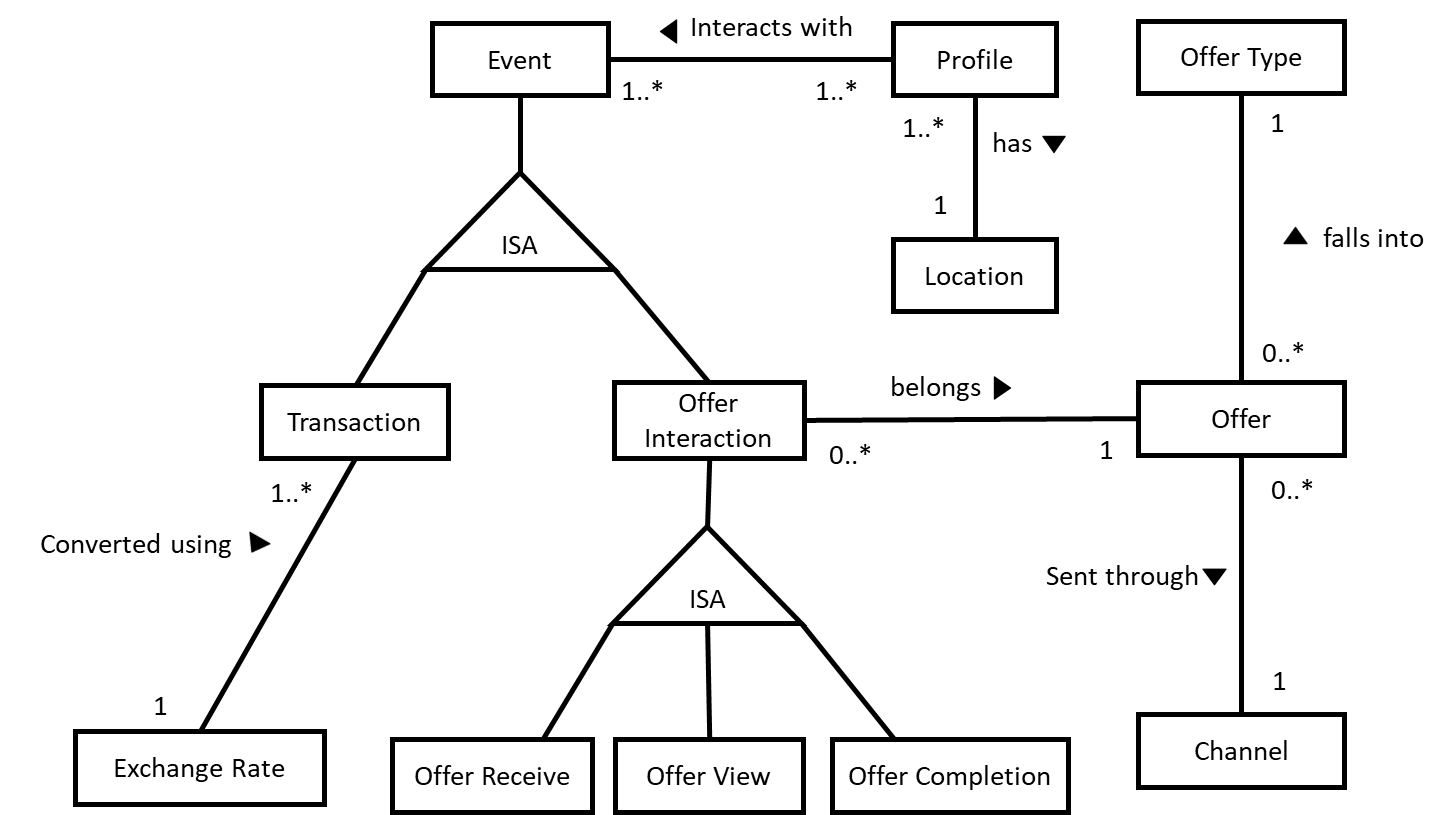 Interacts with
Event
Profile
Offer Type
1..*
1..*
1..*
1
has
1
falls into
ISA
Location
0..*
belongs
Transaction
Offer
Interaction
Offer
0..*
1
1..*
0..*
Converted using
Sent through
ISA
1
1
Exchange Rate
Offer Receive
Offer View
Offer Completion
Channel